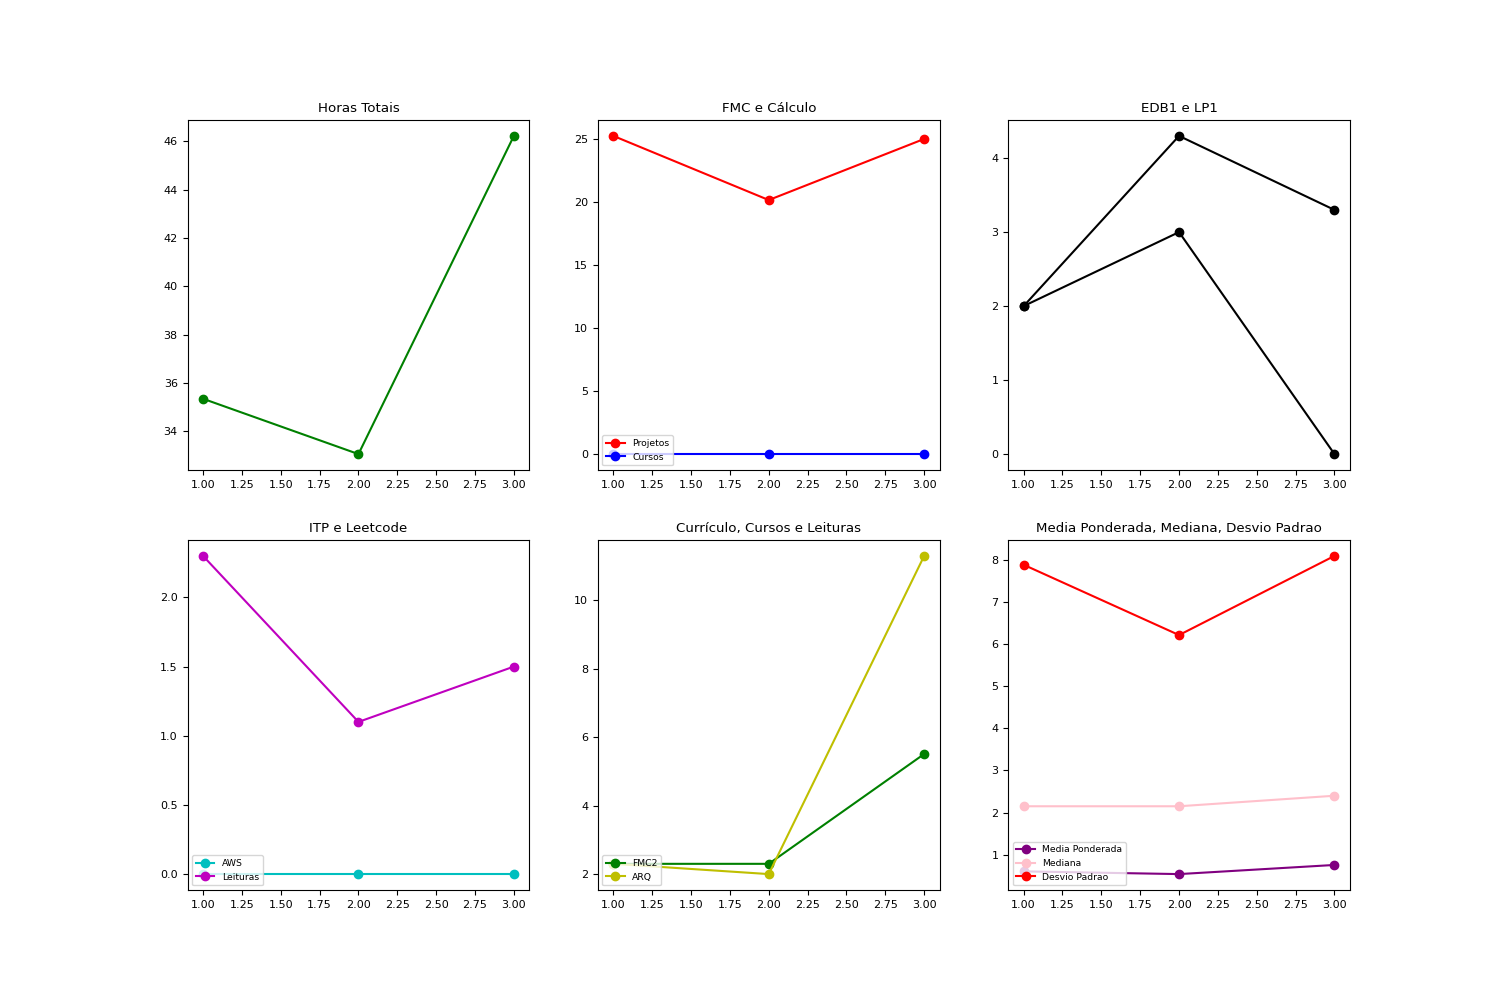 Horas Totais
46
44
42
40
38
36
34
1.00 1.25 1.50 1.75 2.00 2.25 2.50 2.75 3.00
FMC e Cálculo
25
20
15
10
5
0
Projetos
Cursos
1.00 1.25 1.50 1.75 2.00 2.25 2.50 2.75 3.00
EDB1 e LP1
4
3
2
1
0
1.00 1.25 1.50 1.75 2.00 2.25 2.50 2.75 3.00
ITP e Leetcode
2.0
1.5
1.0
0.5
0.0
AWS
Leituras
1.00 1.25 1.50 1.75 2.00 2.25 2.50 2.75 3.00
Currículo, Cursos e Leituras
10
8
6
4
2
FMC2
ARQ
1.00 1.25 1.50 1.75 2.00 2.25 2.50 2.75 3.00
Media Ponderada, Mediana, Desvio Padrao
8
7
6
5
4
3
2
1
Media Ponderada
Mediana
Desvio Padrao
1.00 1.25 1.50 1.75 2.00 2.25 2.50 2.75 3.00